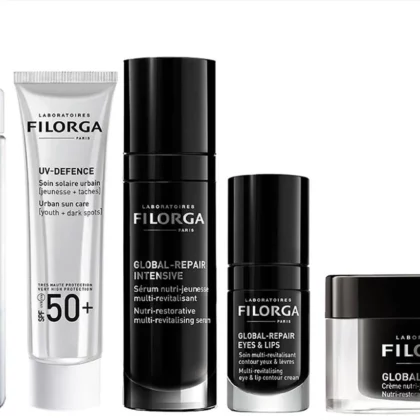 LABORATOIRES
FILORGA
PARIS
UV-DEFENCE
Soin solaire urbain
[jeunesse + taches]
Urban sun care
[youth + dark spots]
TRÈS HAUTE PROTECTION
VERY HIGH PROTECTION
SPF 50+
LABORATOIRES
FILORGA
PARIS
GLOBAL-REPAIR
INTENSIVE
Sérum nutri-jeunesse
multi-revitalisant
Nutri-restorative
multi-revitalising serum
LABORATOIRES
FILORGA
PARIS
GLOBAL-REPAIR
EYES & LIPS
Soin multi-revitalisant
contour yeux & lèvres
Multi-revitalising
eye & lip contour cream
LABO
FILO
GLOBAL
Crème nutri-j
Nutri-resto